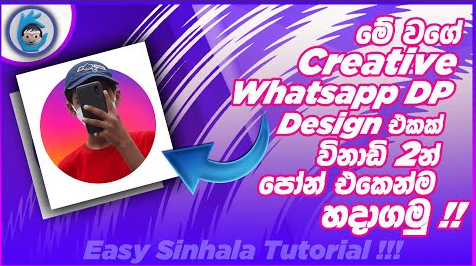 මේ වගේ
Creative
Whatsapp DP
Design එකක්
විනාඩි 2න්
පෝන් එකෙන්ම
හදාගමු !!
Easy Sinhala Tutorial !!!